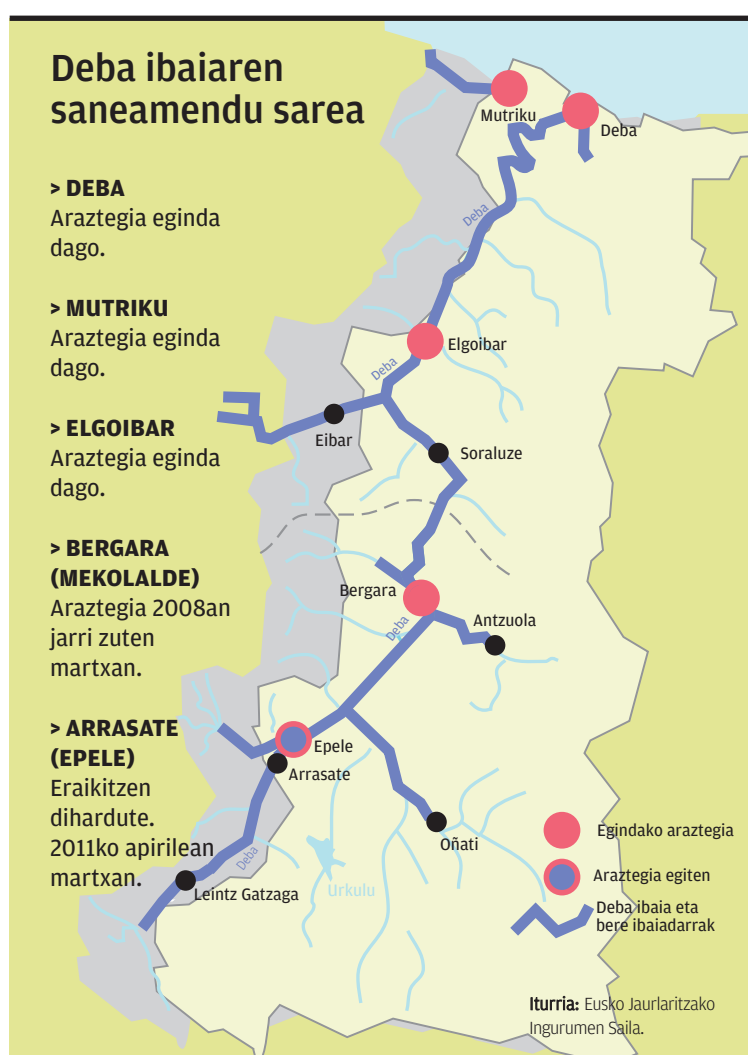 Deba ibaiaren
saneamendu sarea
> DEBA
Araztegia eginda
dago.
> MUTRIKU
Araztegia eginda
dago.
> ELGOIBAR
Araztegia eginda
dago.
> BERGARA
(MEKOLALDE)
Araztegia 2008an
jarri zuten
martxan.
> ARRASATE
(EPELE)
Eraikitzen
dihardute.
2011ko apirilean
martxan.
Mutriku
Deba
Deba
Elgoibar
Deba
Eibar
Soraluze
Bergara
Antzuola
Deba
Epele
Arrasate
Oñati
Deba
Leintz Gatzaga
Urkulu
Egindako araztegia
Araztegia egiten
Deba ibaia eta
bere ibaiadarrak
Iturria: Eusko Jaurlaritzako
Ingurumen Saila.